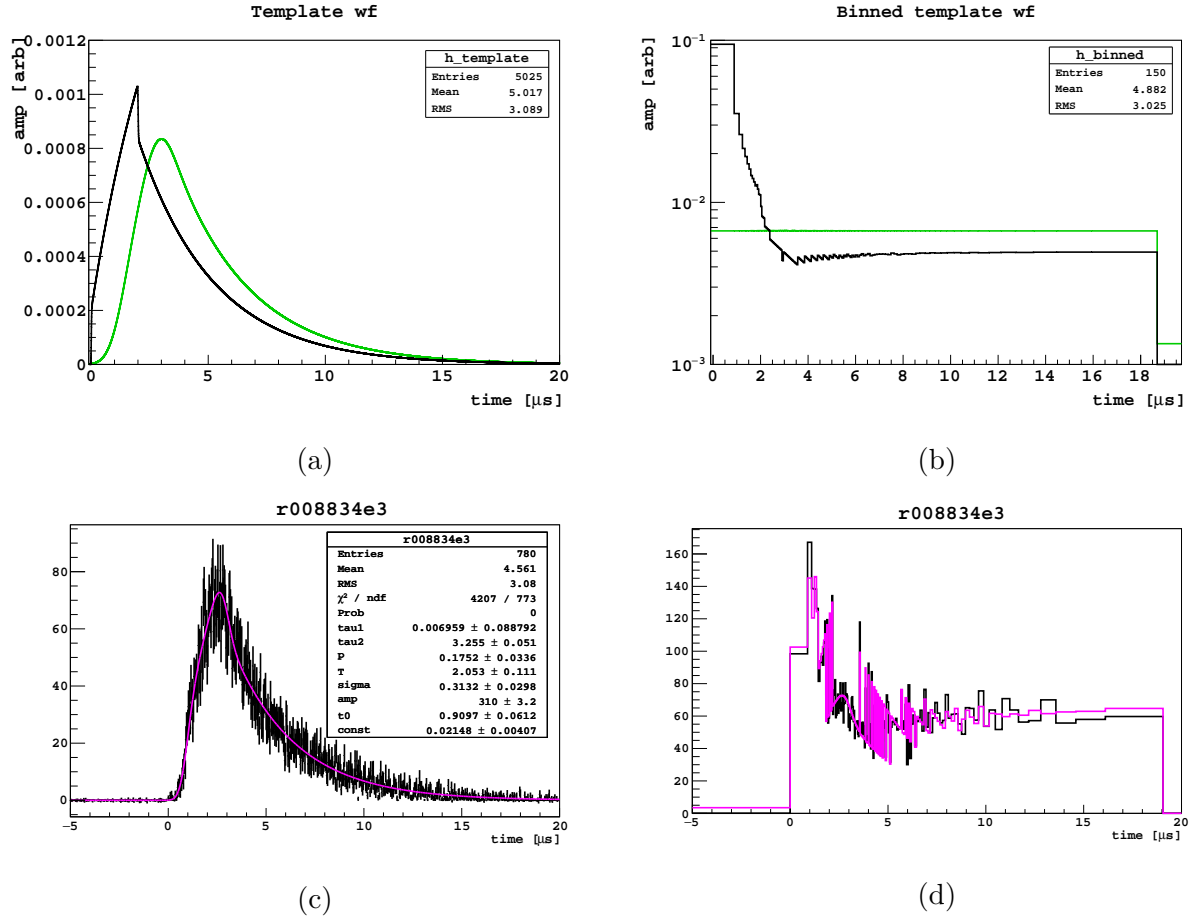 Template wf
amp [arb]
0.0012
0.001
0.0008
0.0006
0.0004
0.0002
0
h_template
Entries 5025
Mean 5.017
RMS 3.089
0 5 10 15 20
time [μs]
(a)
Binned template wf
amp [arb]
10⁻¹
10⁻²
10⁻³
h_binned
Entries 150
Mean 4.882
RMS 3.025
0 2 4 6 8 10 12 14 16 18
time [μs]
(b)
r008834e3
80
60
40
20
0
r008834e3
Entries 780
Mean 4.561
RMS 3.08
χ² / ndf 4207 / 773
Prob 0
tau1 0.006959 ± 0.088792
tau2 3.255 ± 0.051
P 0.1752 ± 0.0336
T 2.053 ± 0.111
sigma 0.3132 ± 0.0298
amp 310 ± 3.2
t0 0.9097 ± 0.0612
const 0.02148 ± 0.00407
−5 0 5 10 15 20
time [μs]
(c)
r008834e3
160
140
120
100
80
60
40
20
0
−5 0 5 10 15 20
time [μs]
(d)